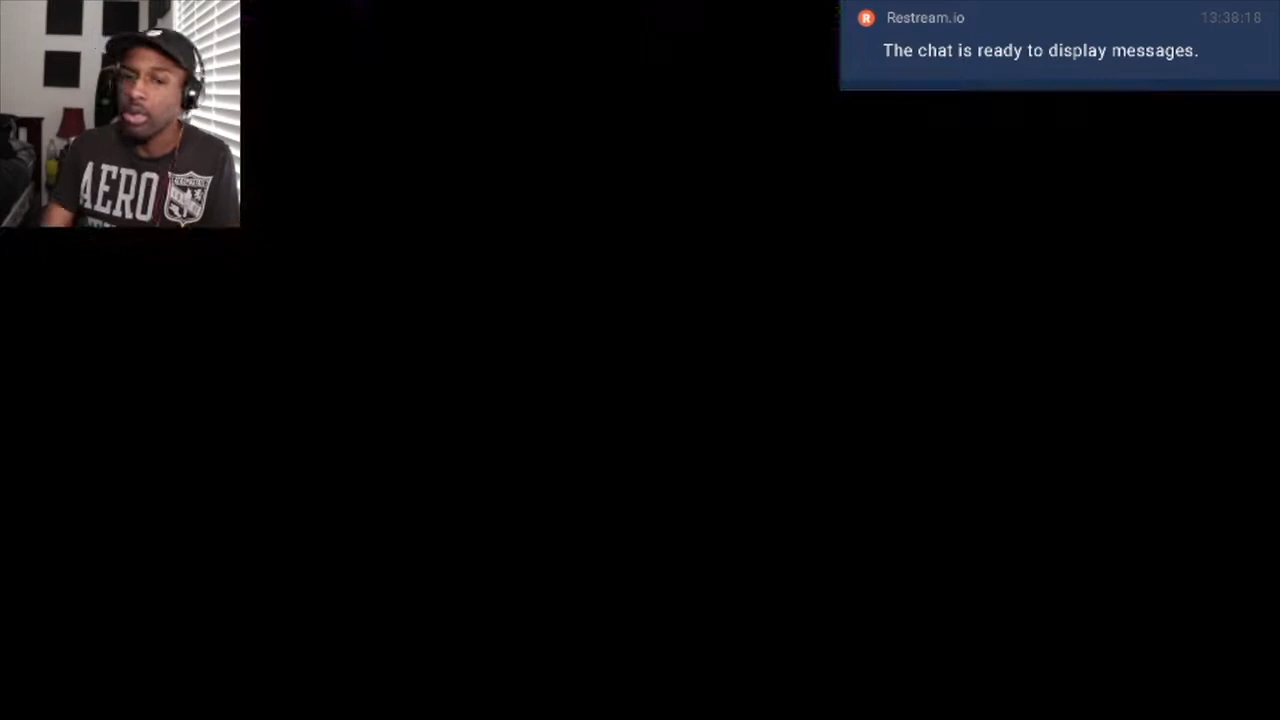 Restream.io 13:38:18
The chat is ready to display messages.
AERO